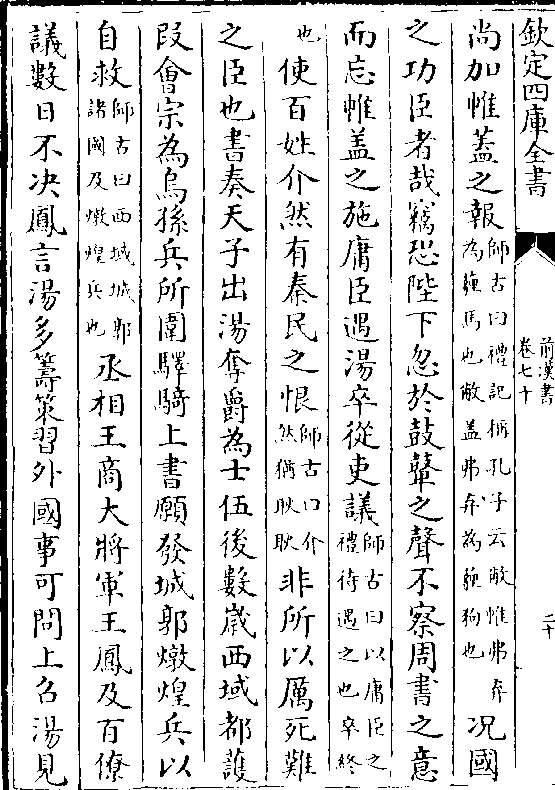 欽定四庫全書
前漢書
卷七十
二十
尚加帷蓋之報師古曰禮記稱孔子云敝帷弗弃為薶馬也敝蓋弗弃為薶狗也况國
之功臣者哉竊恐陛下忽於鼓鼙之聲不察周書之意
而忘帷盖之施庸臣遇湯卒從吏議師古曰以庸臣之禮待遇之也卒終
也使百姓介然有秦民之恨師古曰介然猶耿耿非所以厲死難
之臣也書奏天子出湯奪爵為士伍後數嵗西域都護
段會宗為烏孫兵所圍驛騎上書願發城郭燉煌兵以
自救師古曰西域城郭諸國及燉煌兵也丞相王商大將軍王鳳及百僚
議數日不决鳳言湯多籌策習外國事可問上召湯見